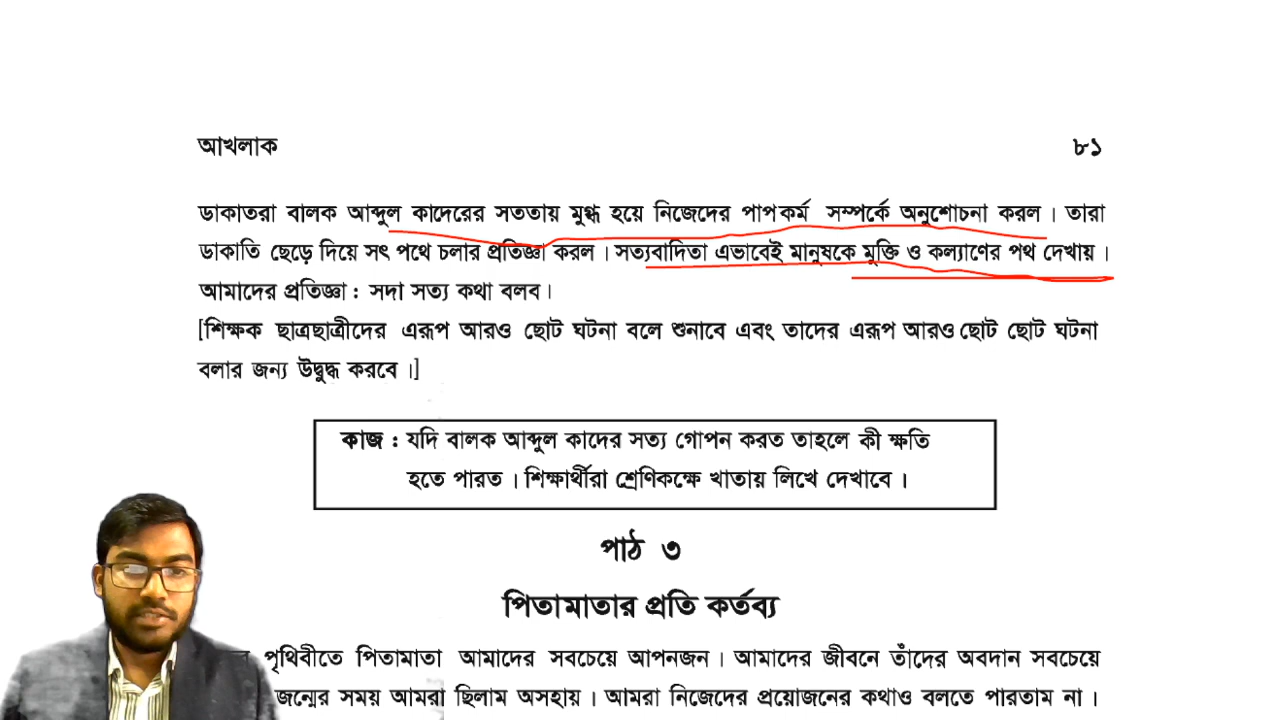 আখলাক ৮১
ডাকাতরা বালক আব্দুল কাদেরের সততায় মুগ্ধ হয়ে নিজেদের পাপকর্ম সম্পর্কে অনুশোচনা করল। তারা
ডাকাতি ছেড়ে দিয়ে সৎ পথে চলার প্রতিজ্ঞা করল। সত্যবাদিতা এভাবেই মানুষকে মুক্তি ও কল্যাণের পথ দেখায়।
আমাদের প্রতিজ্ঞা : সদা সত্য কথা বলব।
[শিক্ষক ছাত্রছাত্রীদের এরূপ আরও ছোট ঘটনা বলে শুনাবে এবং তাদের এরূপ আরও ছোট ছোট ঘটনা
বলার জন্য উদ্বুদ্ধ করবে।]
কাজ : যদি বালক আব্দুল কাদের সত্য গোপন করত তাহলে কী ক্ষতি
হতে পারত। শিক্ষার্থীরা শ্রেণিকক্ষে খাতায় লিখে দেখাবে।
পাঠ ৩
পিতামাতার প্রতি কর্তব্য
পৃথিবীতে পিতামাতা আমাদের সবচেয়ে আপনজন। আমাদের জীবনে তাঁদের অবদান সবচেয়ে
জন্মের সময় আমরা ছিলাম অসহায়। আমরা নিজেদের প্রয়োজনের কথাও বলতে পারতাম না।